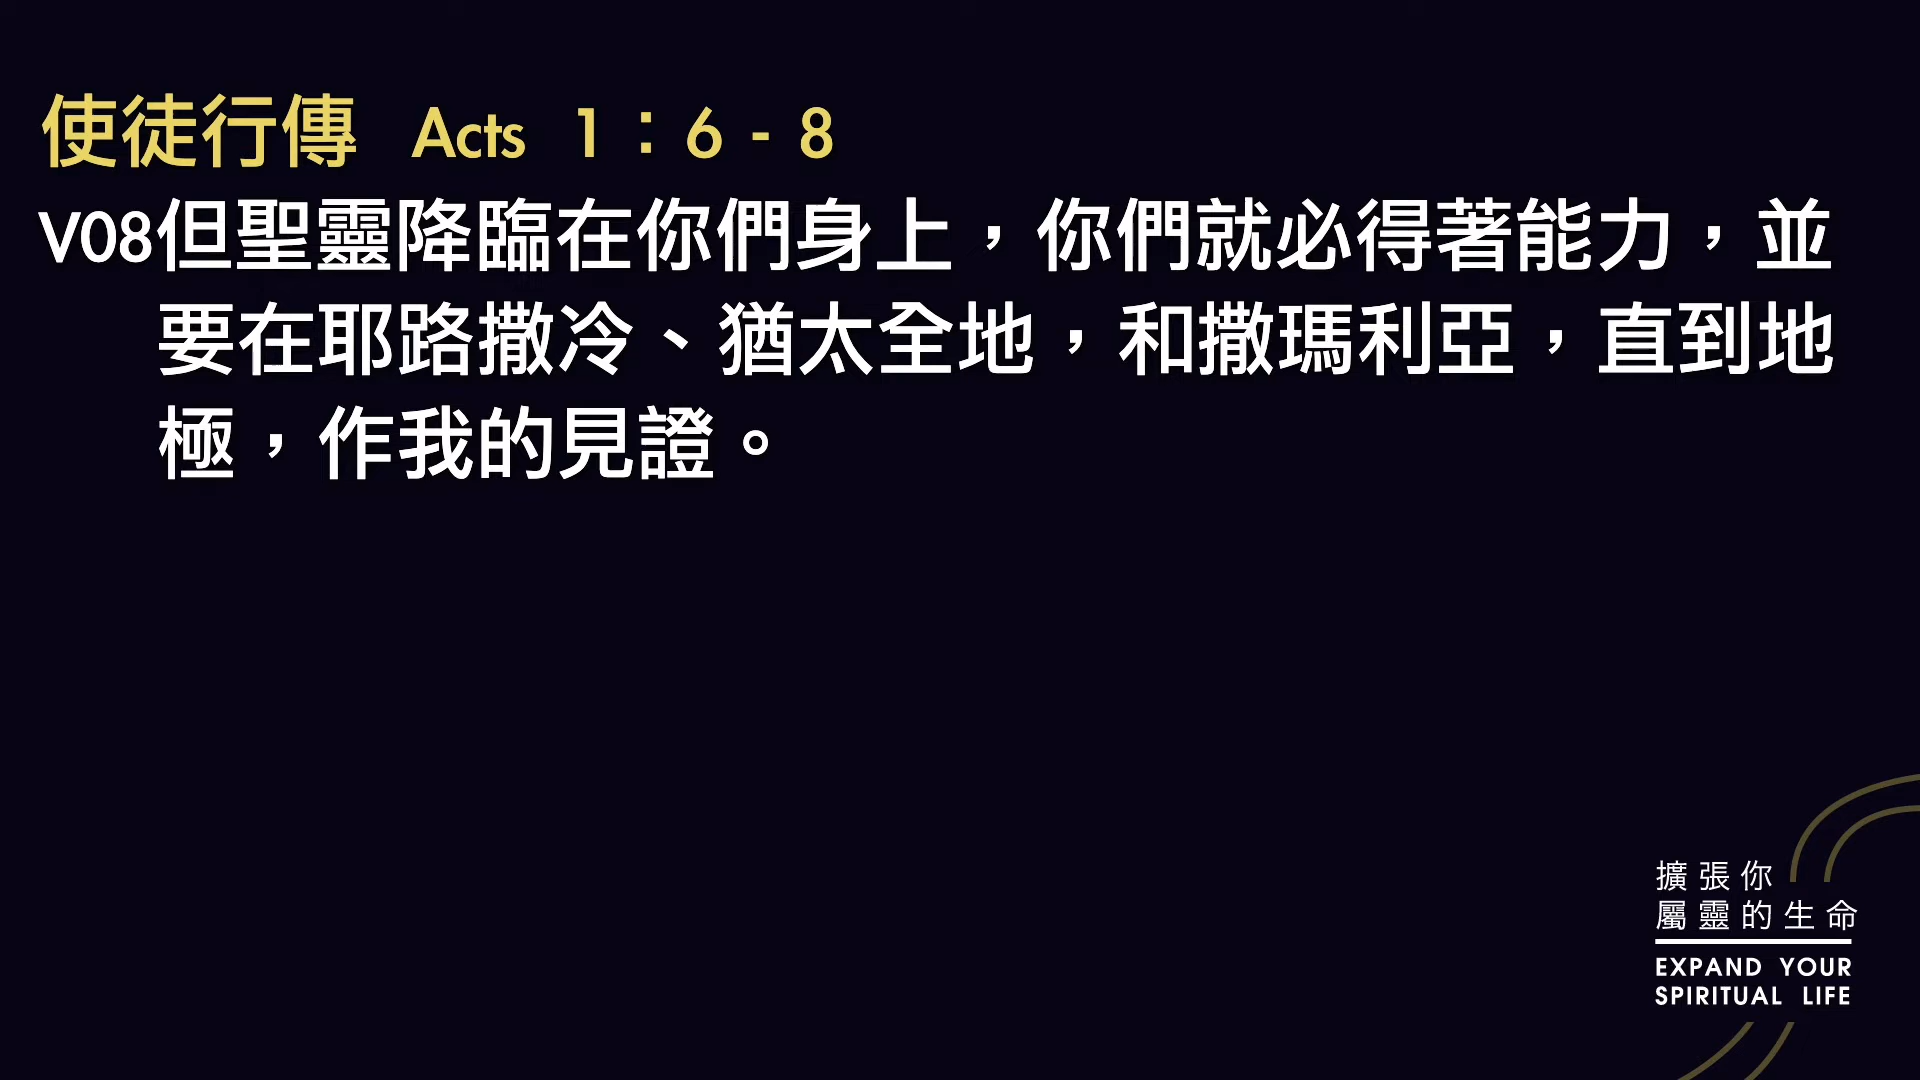 使徒行傳 Acts 1：6 - 8
V08但聖靈降臨在你們身上，你們就必得著能力，並
要在耶路撒冷、猶太全地，和撒瑪利亞，直到地
極，作我的見證。
擴張你
屬靈的生命
EXPAND YOUR
SPIRITUAL LIFE